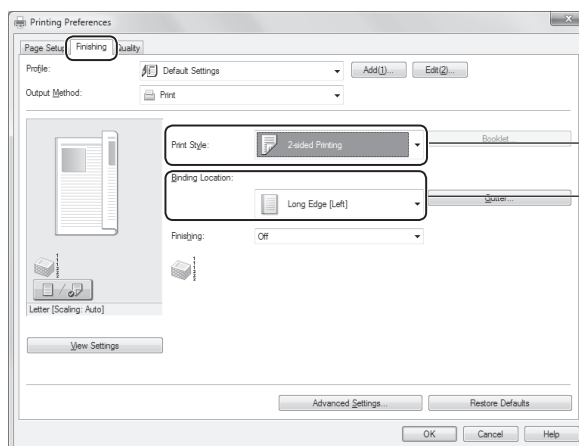 Printing Preferences
Page Setup Finishing Quality
Profile: Default Settings Add(1)... Edit(2)...
Output Method: Print
Print Style: 2-sided Printing Booklet...
Binding Location:
Long Edge [Left] Gutter...
Finishing: Off
Letter [Scaling: Auto]
View Settings
Advanced Settings... Restore Defaults
OK Cancel Help